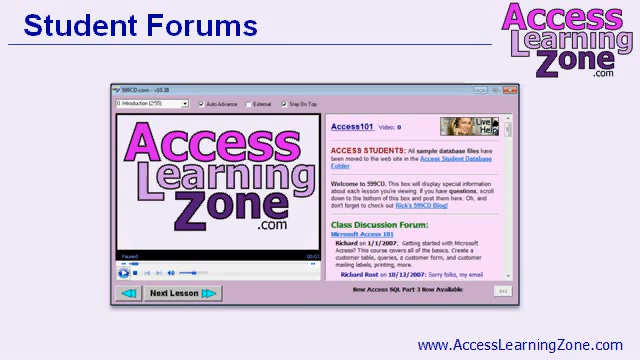 Student Forums
Access
Learning
Zone
.com
599CD.com - v10.38
0. Introduction (2:55)
Auto Advance
External
Stay On Top
Access
Learning
Zone
.com
Paused
00:03
Next Lesson
Access101 Video: 0
Live
Help
ACCESS STUDENTS: All sample database files have
been moved to the web site in the Access Student Database
Folder.
Welcome to 599CD. This box will display special information
about each lesson you're viewing. If you have questions, scroll
down to the bottom of this box and post them here. Oh, and
don't forget to check out Rick's 599CD Blog!
Class Discussion Forum:
Microsoft Access 101
Richard on 1/1/2007: Getting started with Microsoft
Access? This course covers all of the basics. Create a
customer table, queries, a customer form, and customer
mailing labels, printing, more.
Richard Rost on 10/12/2007: Sorry folks, my email
New Access SQL Part 3 Now Available
<<<
www.AccessLearningZone.com